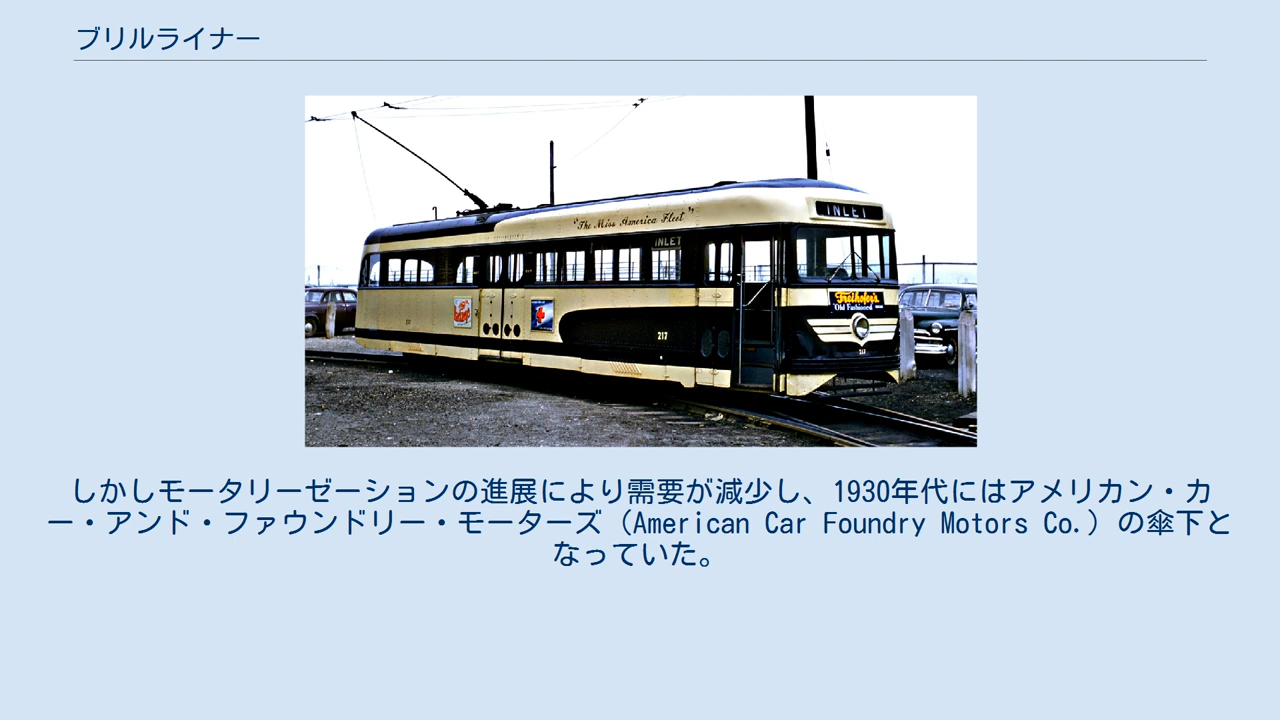 ブリルライナー
"The Miss America Fleet"
INLET
INLET
Freihofer's
Old Fashioned
217
217
しかしモータリーゼーションの進展により需要が減少し、1930年代にはアメリカン・カ
ー・アンド・ファウンドリー・モーターズ（American Car Foundry Motors Co.）の傘下と
なっていた。